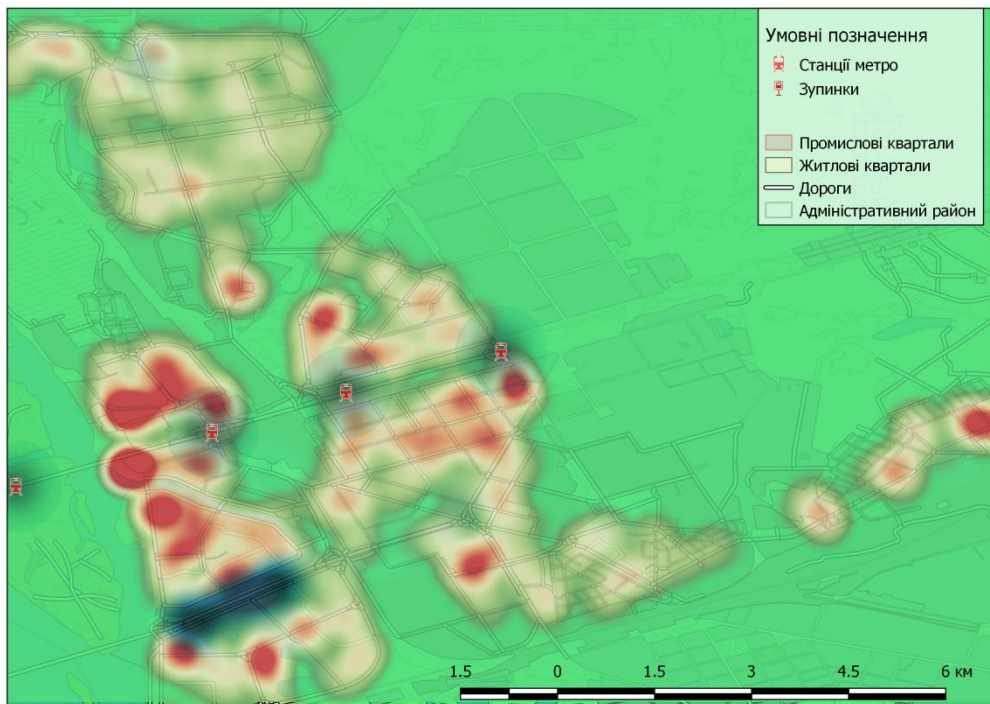 Умовні позначення
Станції метро
Зупинки
Промислові квартали
Житлові квартали
Дороги
Адміністративний район
1.5 0 1.5 3 4.5 6 км